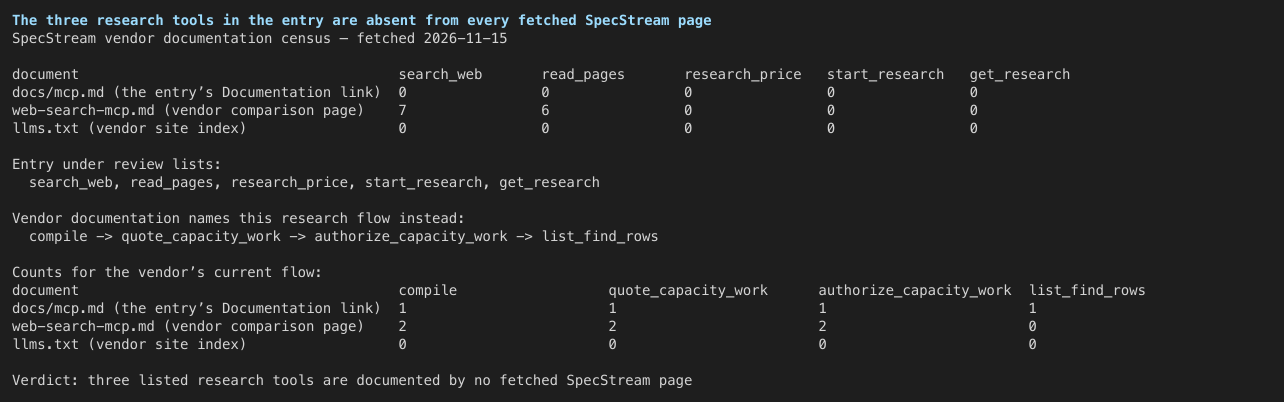 The three research tools in the entry are absent from every fetched SpecStream page
SpecStream vendor documentation census — fetched 2026-11-15
document search_web read_pages research_price start_research get_research
docs/mcp.md (the entry’s Documentation link) 0 0 0 0 0
web-search-mcp.md (vendor comparison page) 7 6 0 0 0
llms.txt (vendor site index) 0 0 0 0 0
Entry under review lists:
search_web, read_pages, research_price, start_research, get_research
Vendor documentation names this research flow instead:
compile -> quote_capacity_work -> authorize_capacity_work -> list_find_rows
Counts for the vendor’s current flow:
document compile quote_capacity_work authorize_capacity_work list_find_rows
docs/mcp.md (the entry’s Documentation link) 1 1 1 1
web-search-mcp.md (vendor comparison page) 2 2 2 0
llms.txt (vendor site index) 0 0 0 0
Verdict: three listed research tools are documented by no fetched SpecStream page